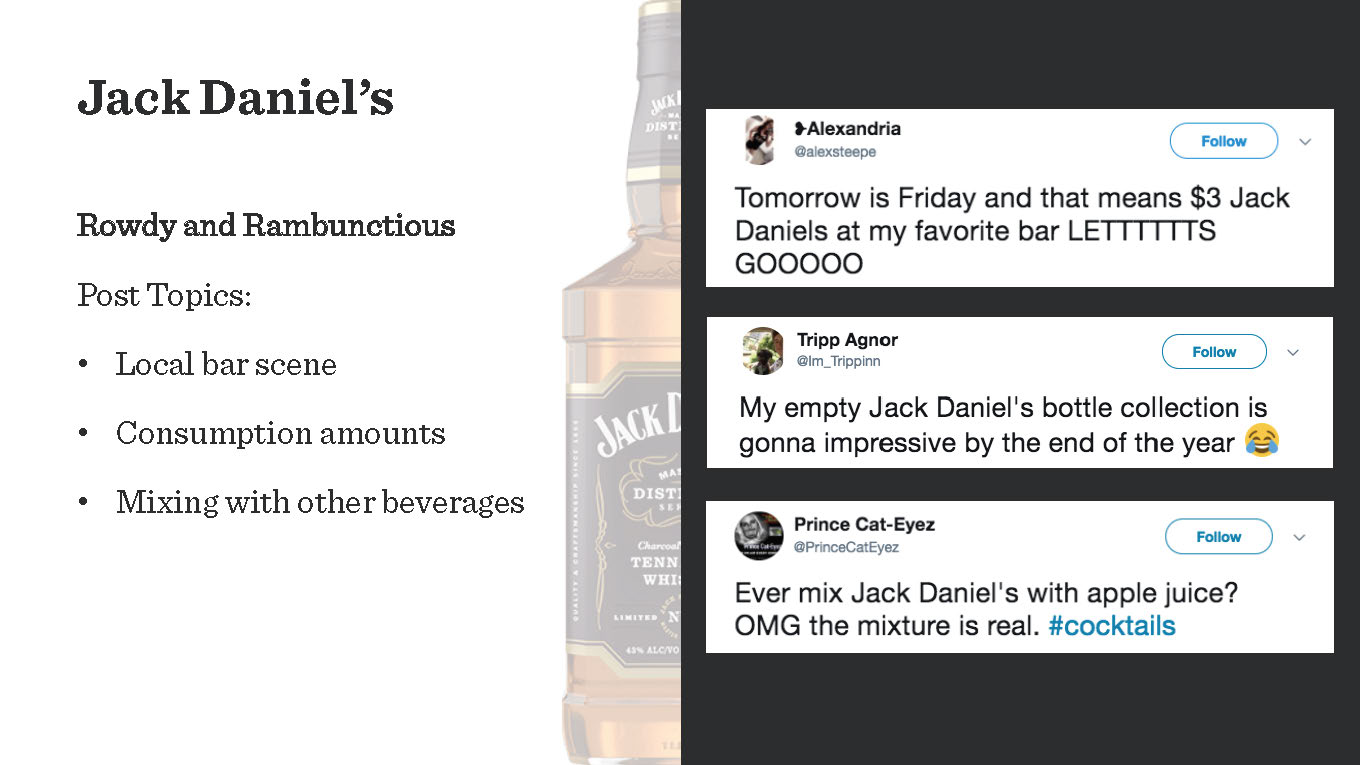 Jack Daniel’s
Rowdy and Rambunctious
Post Topics:
• Local bar scene
• Consumption amounts
• Mixing with other beverages
JACK
DIST
JACK D
DISTI
SER
Charcoal
TENN
WHI
LIMITED N
43% ALC/VO
QUALITY & CRAFTSMANSHIP SINCE
❥Alexandria
@alexsteepe
Follow
Tomorrow is Friday and that means $3 Jack
Daniels at my favorite bar LETTTTTTS
GOOOOO
Tripp Agnor
@Im_Trippinn
Follow
My empty Jack Daniel's bottle collection is
gonna impressive by the end of the year 😂
Prince Cat-Eyez
@PrinceCatEyez
Follow
Ever mix Jack Daniel's with apple juice?
OMG the mixture is real. #cocktails